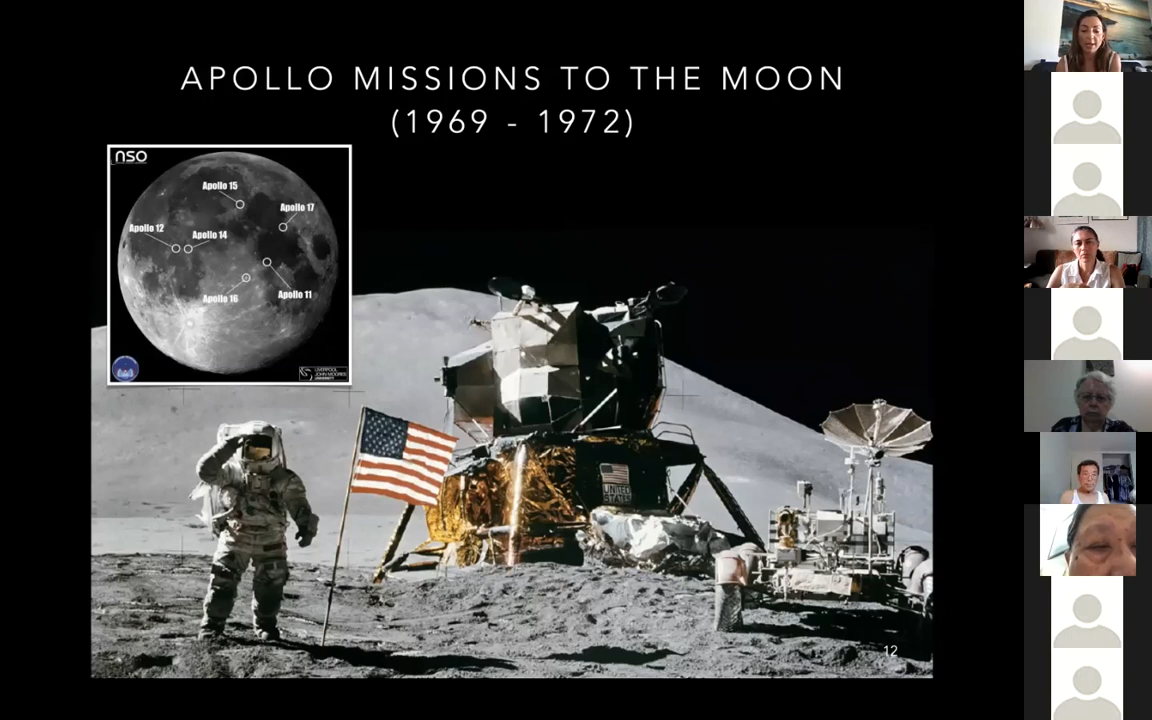 APOLLO MISSIONS TO THE MOON
(1969 - 1972)
nso
Apollo 15
Apollo 17
Apollo 12
Apollo 14
Apollo 16
Apollo 11
LIVERPOOL
JOHN MOORES
UNIVERSITY
UNITED
STATES
12